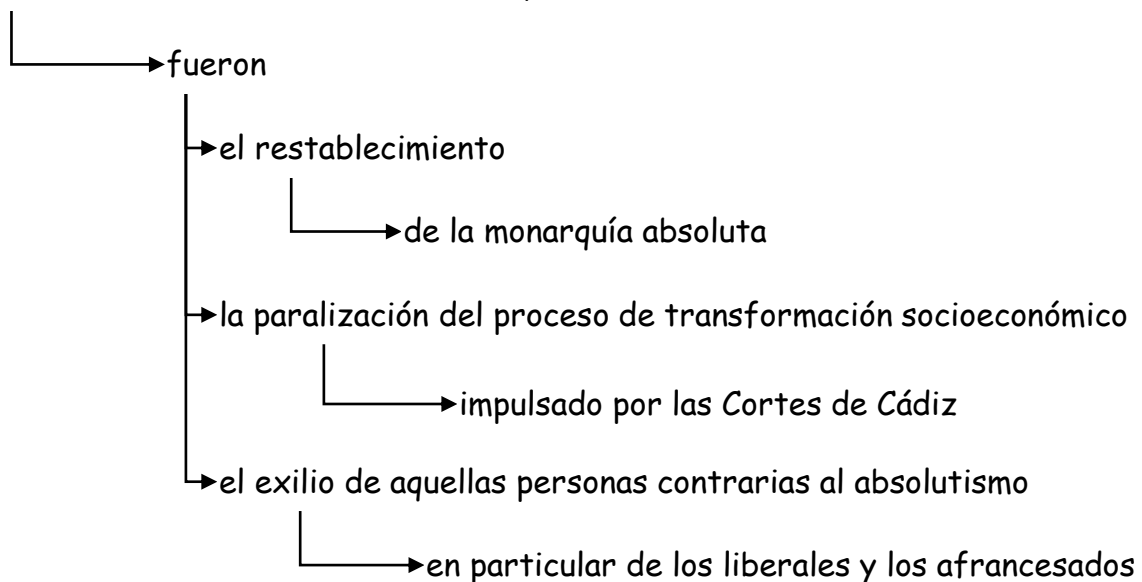 fueron
el restablecimiento
de la monarquía absoluta
la paralización del proceso de transformación socioeconómico
impulsado por las Cortes de Cádiz
el exilio de aquellas personas contrarias al absolutismo
en particular de los liberales y los afrancesados